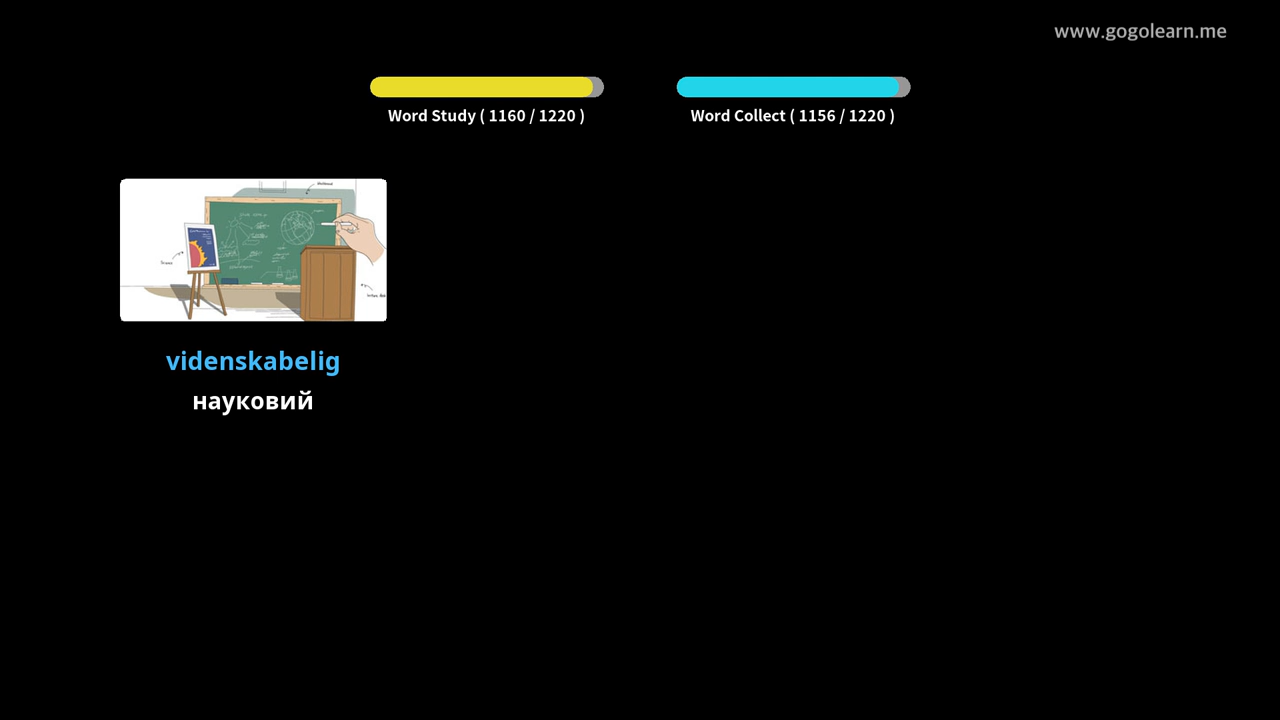 www.gogolearn.me
Word Study ( 1160 / 1220 )
Word Collect ( 1156 / 1220 )
videnskabelig
науковий